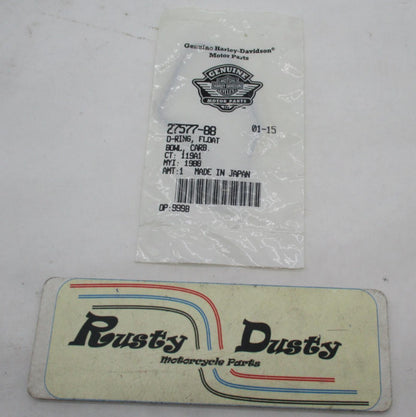 Genuine Harley-Davidson®
Motor Parts
GENUINE
MOTOR PARTS
27577-88 01-15
O-RING, FLOAT
BOWL, CARB.
CT: 119A1
MYI: 1988
AMT:1 MADE IN JAPAN
OP:9998
Rusty Dusty
Motorcycle Parts